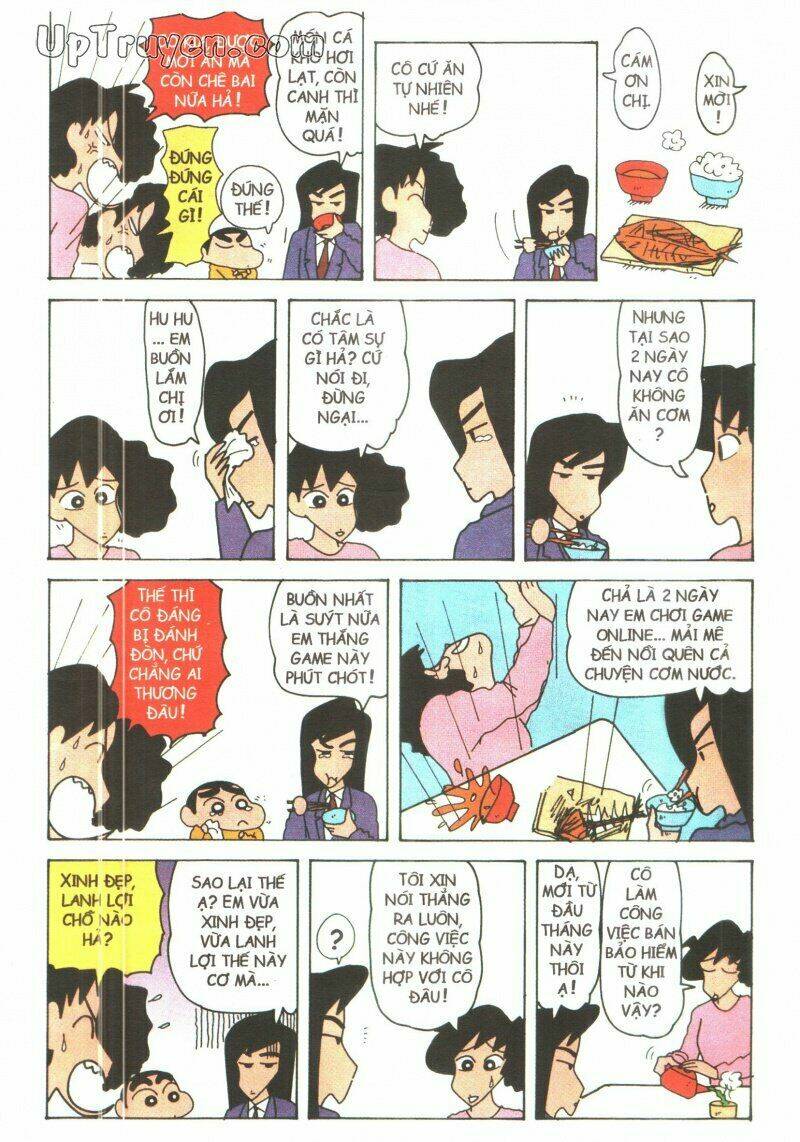 UpTruyen.com
XIN
MỜI!
CÁM
ƠN
CHỊ.
CÔ CỨ ĂN
TỰ NHIÊN
NHÉ!
MÓN CÁ
KHO HƠI
LẠT, CÒN
CANH THÌ
MẶN
QUÁ!
ĐÚNG
THẾ!
ĐƯỢC
MỜI ĂN MÀ
CÒN CHÊ BAI
NỮA HẢ!
ĐÚNG
ĐÚNG
CÁI
GÌ!
NHƯNG
TẠI SAO
2 NGÀY
NAY CÔ
KHÔNG
ĂN CƠM
?
CHẮC LÀ
CÓ TÂM SỰ
GÌ HẢ? CỨ
NÓI ĐI,
ĐỪNG
NGẠI...
HU HU
... EM
BUỒN
LẮM
CHỊ
ƠI!
CHẢ LÀ 2 NGÀY
NAY EM CHƠI GAME
ONLINE... MẢI MÊ
ĐẾN NỖI QUÊN CẢ
CHUYỆN CƠM NƯỚC.
BUỒN NHẤT
LÀ SUÝT NỮA
EM THẮNG
GAME NÀY
PHÚT CHÓT!
THẾ THÌ
CÔ ĐÁNG
BỊ ĐÁNH
ĐÒN, CHỨ
CHẲNG AI
THƯƠNG
ĐÂU!
CÔ
LÀM
CÔNG
VIỆC BÁN
BẢO HIỂM
TỪ KHI
NÀO
VẬY?
DẠ,
MỚI TỪ
ĐẦU
THÁNG
NÀY
THÔI
Ạ!
TÔI XIN
NÓI THẲNG
RA LUÔN,
CÔNG VIỆC
NÀY KHÔNG
HỢP VỚI CÔ
ĐÂU!
?
SAO LẠI THẾ
Ạ? EM VỪA
XINH ĐẸP,
VỪA LANH
LỢI THẾ NÀY
CƠ MÀ...
XINH ĐẸP,
LANH LỢI
CHỖ NÀO
HẢ?